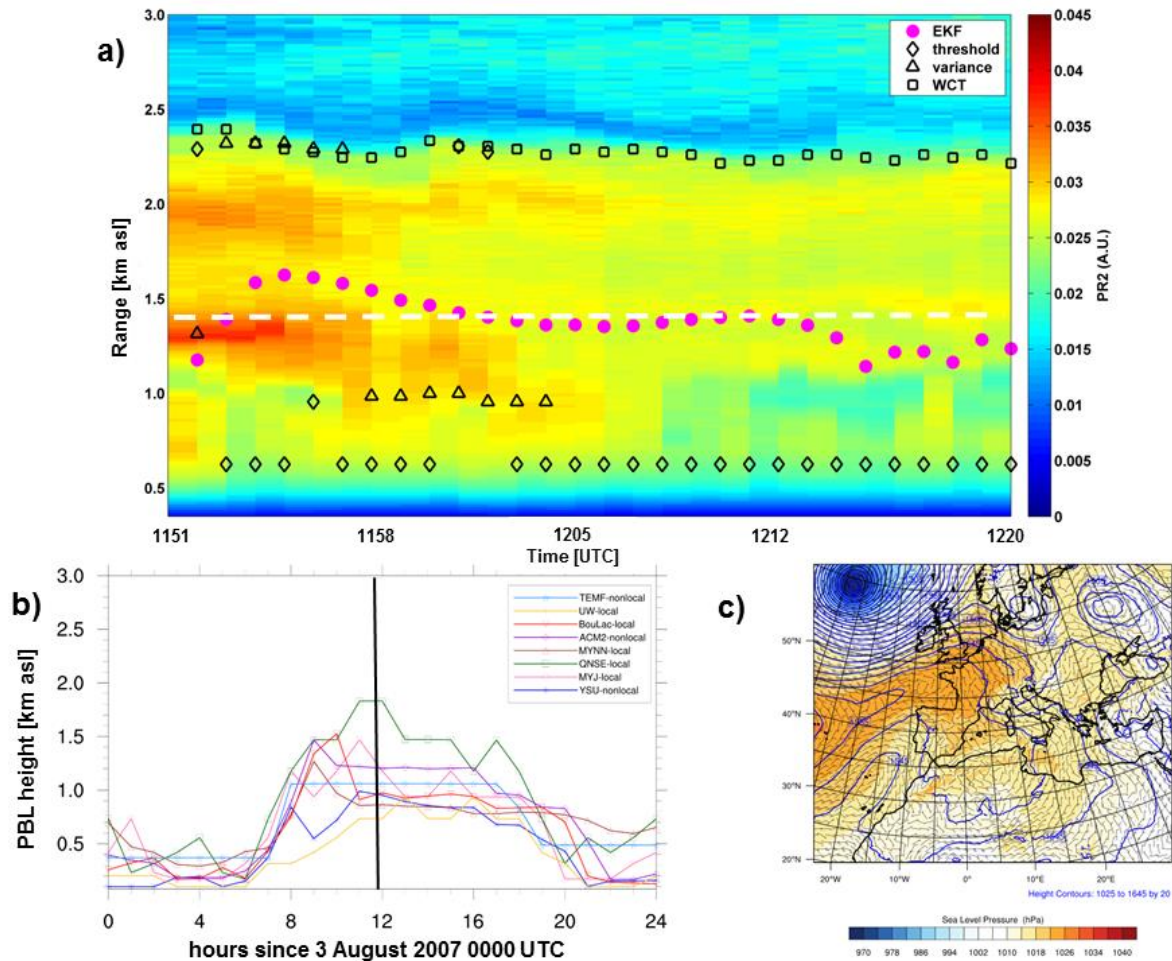 a)
3.0
2.5
2.0
1.5
1.0
0.5
Range [km asl]
EKF
threshold
variance
WCT
1151
1158
1205
1212
1220
Time [UTC]
0.045
0.04
0.035
0.03
0.025
0.02
0.015
0.01
0.005
0
PR2 (A.U.)
b)
3.0
2.5
2.0
1.5
1.0
0.5
PBL height [km asl]
TEMF-nonlocal
UW-local
BouLac-local
ACM2-nonlocal
MYNN-local
QNSE-local
MYJ-local
YSU-nonlocal
0
4
8
12
16
20
24
hours since 3 August 2007 0000 UTC
c)
50°N
40°N
30°N
20°N
20°W
10°W
0°
10°E
20°E
Height Contours: 1025 to 1645 by 20
Sea Level Pressure (hPa)
970 978 986 994 1002 1010 1018 1026 1034 1040